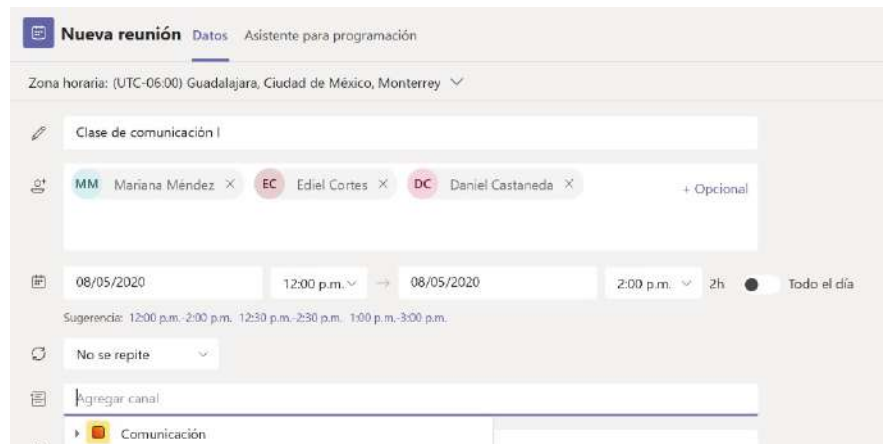 Nueva reunión Datos Asistente para programación
Zona horaria: (UTC-06:00) Guadalajara, Ciudad de México, Monterrey
Clase de comunicación I
MM Mariana Méndez × EC Ediel Cortes × DC Daniel Castaneda × + Opcional
08/05/2020 12:00 p.m. → 08/05/2020 2:00 p.m. 2h Todo el día
Sugerencia: 12:00 p.m.-2:00 p.m. 12:30 p.m.-2:30 p.m. 1:00 p.m.-3:00 p.m.
No se repite
Agregar canal
Comunicación